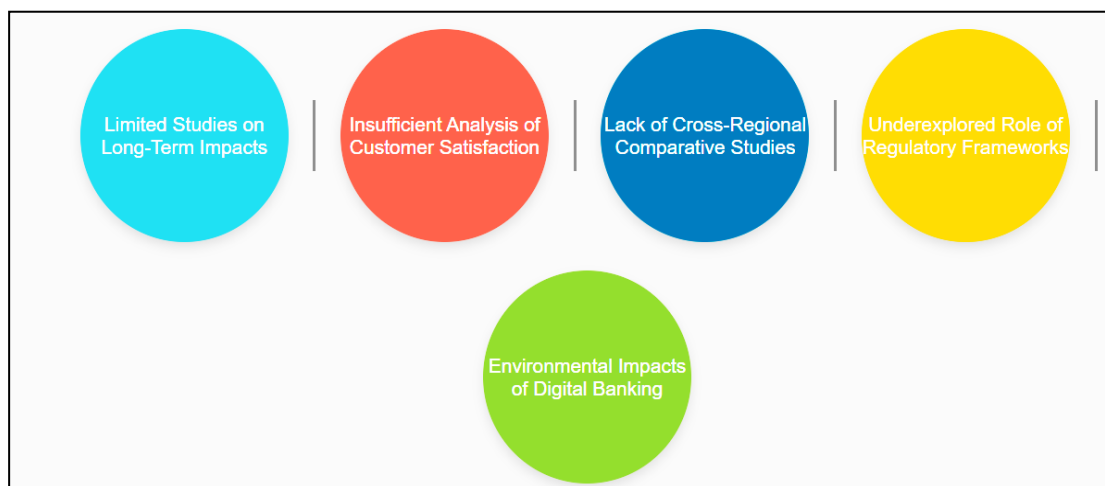 Limited Studies on
Long-Term Impacts
Insufficient Analysis of
Customer Satisfaction
Lack of Cross-Regional
Comparative Studies
Underexplored Role of
Regulatory Frameworks
Environmental Impacts
of Digital Banking